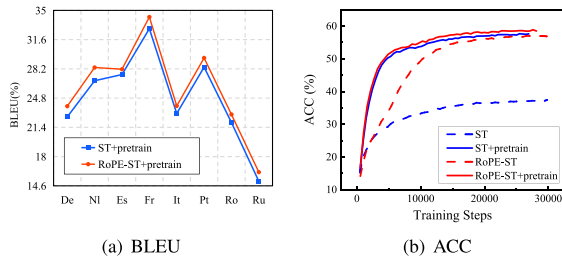 BLEU(%)
35
31.6
28.2
24.8
21.4
18
14.6
ST+pretrain
RoPE-ST+pretrain
De Nl Es Fr It Pt Ro Ru
(a) BLEU
ACC (%)
60
50
40
30
20
10
ST
ST+pretrain
RoPE-ST
RoPE-ST+pretrain
0 10000 20000 30000
Training Steps
(b) ACC